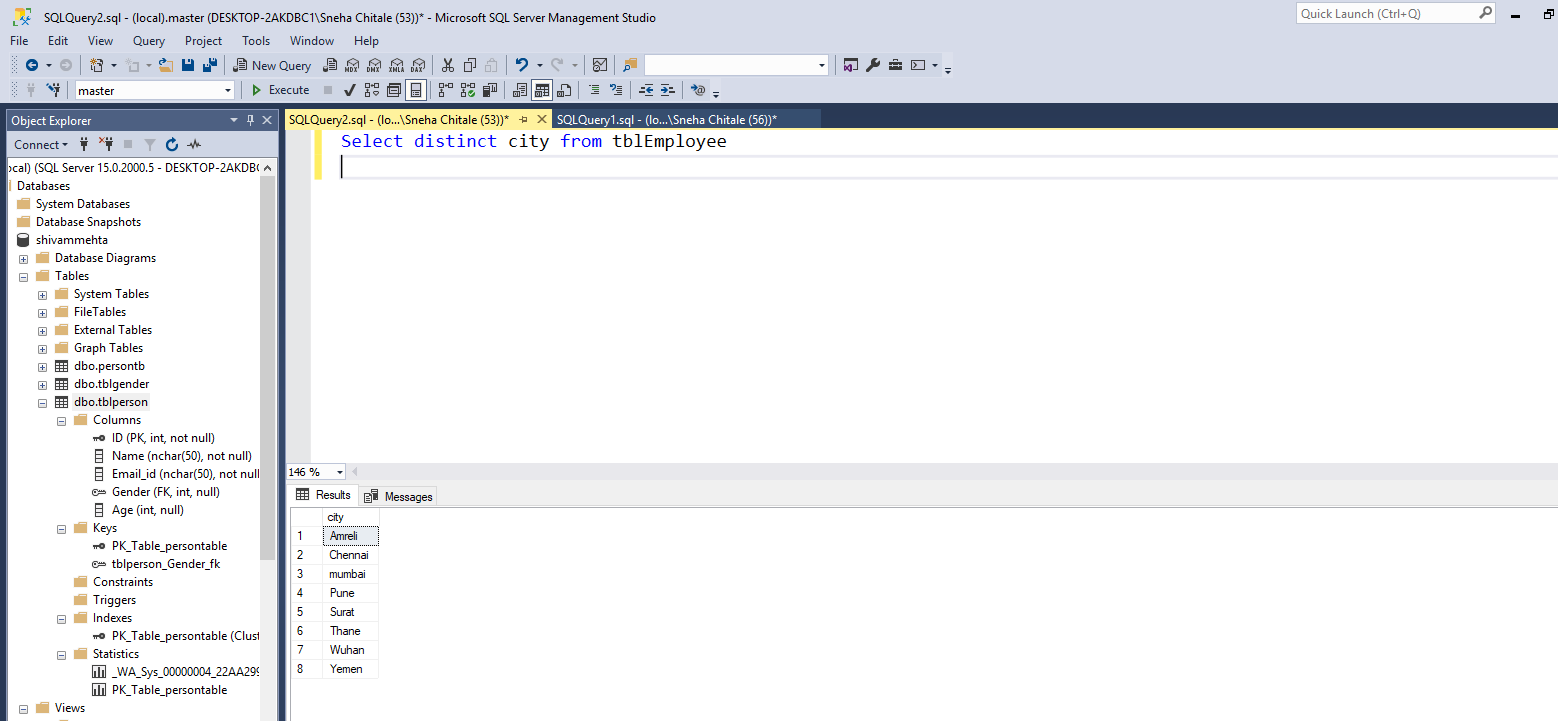 SQLQuery2.sql - (local).master (DESKTOP-2AKDBC1\Sneha Chitale (53))* - Microsoft SQL Server Management Studio
Quick Launch (Ctrl+Q)
File Edit View Query Project Tools Window Help
New Query MDX DMX XMLA DAX
master Execute
Object Explorer
SQLQuery2.sql - (lo...\Sneha Chitale (53))*
SQLQuery1.sql - (lo...\Sneha Chitale (56))*
Connect
Select distinct city from tblEmployee
ocal) (SQL Server 15.0.2000.5 - DESKTOP-2AKDBC
Databases
System Databases
Database Snapshots
shivammehta
Database Diagrams
Tables
System Tables
FileTables
External Tables
Graph Tables
dbo.persontb
dbo.tblgender
dbo.tblperson
Columns
ID (PK, int, not null)
Name (nchar(50), not null)
Email_id (nchar(50), not null
Gender (FK, int, null)
Age (int, null)
Keys
PK_Table_persontable
tblperson_Gender_fk
Constraints
Triggers
Indexes
PK_Table_persontable (Clust
Statistics
_WA_Sys_00000004_22AA299
PK_Table_persontable
Views
146 %
Results Messages
city
1 Amreli
2 Chennai
3 mumbai
4 Pune
5 Surat
6 Thane
7 Wuhan
8 Yemen